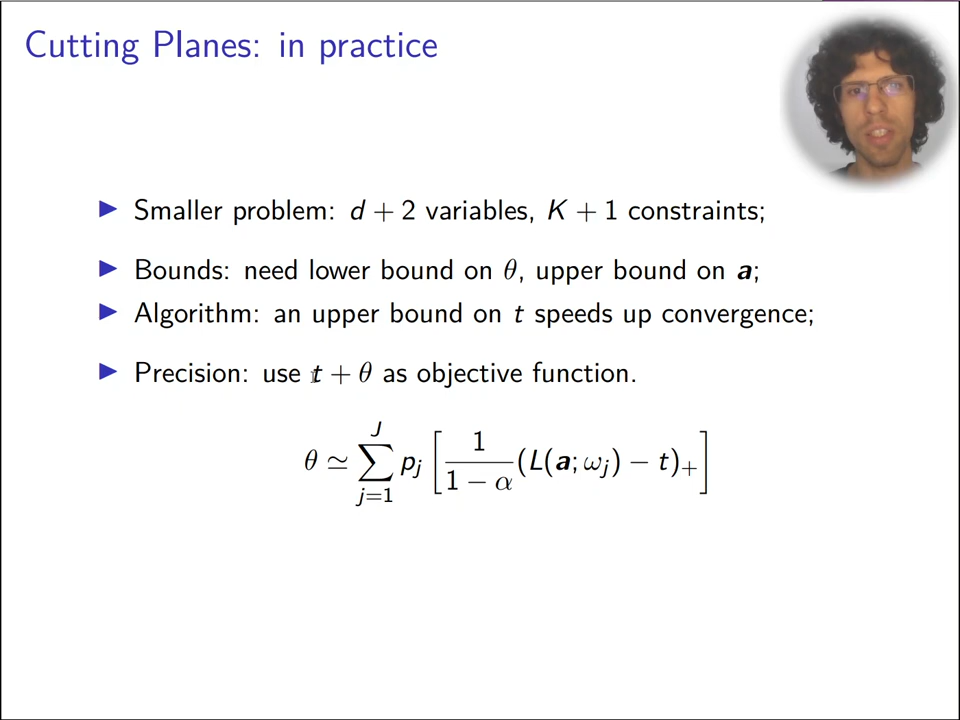 Cutting Planes: in practice
▶ Smaller problem: d + 2 variables, K + 1 constraints;
▶ Bounds: need lower bound on θ, upper bound on a;
▶ Algorithm: an upper bound on t speeds up convergence;
▶ Precision: use t + θ as objective function.
θ ≃ ∑_{j=1}^{J} p_j [ \frac{1}{1 − α} (L(a; ω_j) − t)_+ ]